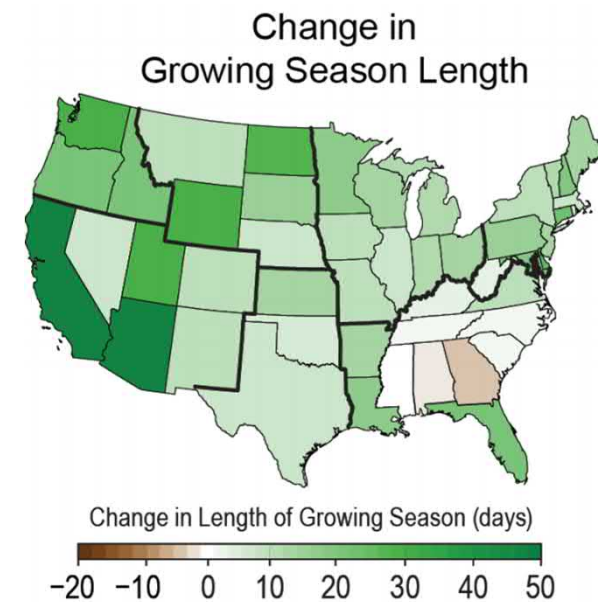 Change in
Growing Season Length
Change in Length of Growing Season (days)
−20 −10 0 10 20 30 40 50